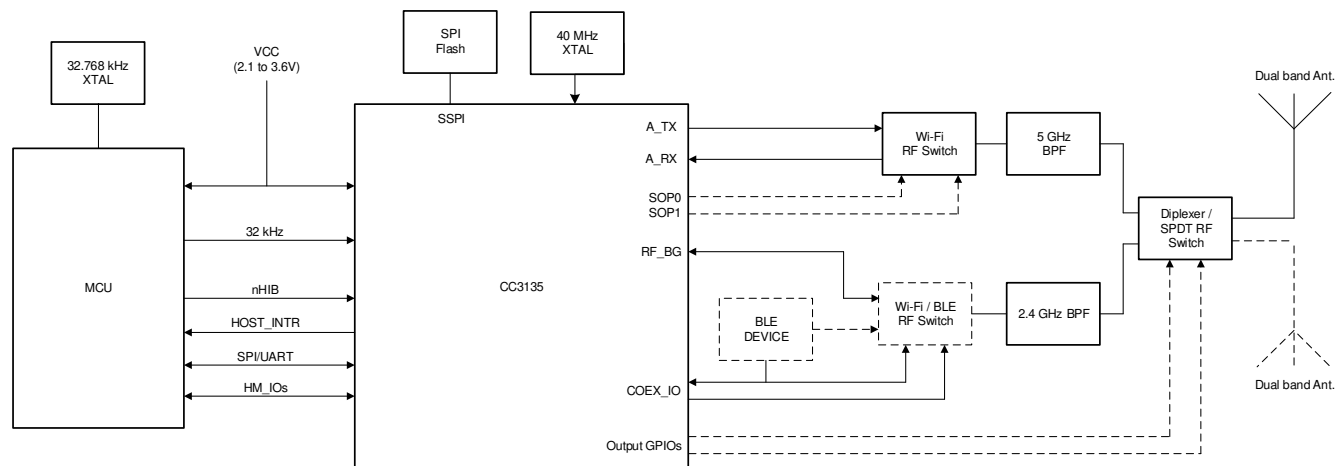 32.768 kHz
XTAL
VCC
(2.1 to 3.6V)
SPI
Flash
40 MHz
XTAL
SSPI
MCU
32 kHz
nHIB
HOST_INTR
SPI/UART
HM_IOs
CC3135
A_TX
A_RX
SOP0
SOP1
RF_BG
COEX_IO
Output GPIOs
Wi-Fi
RF Switch
5 GHz
BPF
BLE
DEVICE
Wi-Fi / BLE
RF Switch
2.4 GHz BPF
Diplexer /
SPDT RF
Switch
Dual band Ant.
Dual band Ant.